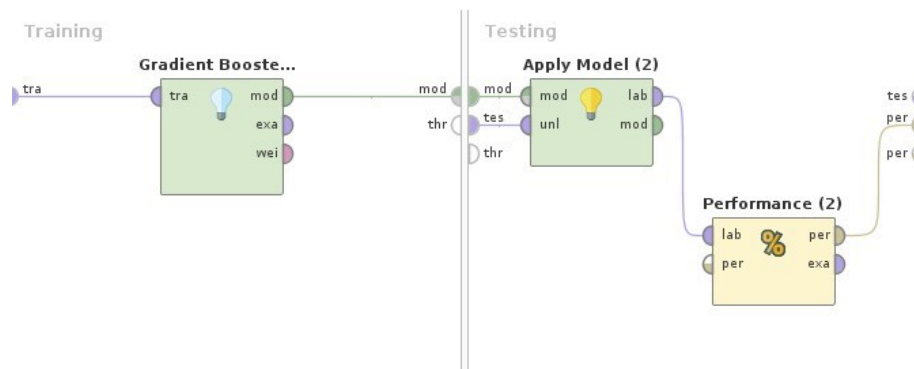 Training
Testing
Gradient Booste...
Apply Model (2)
tra
tra
mod
mod
mod
mod
lab
exa
thr
tes
unl
mod
wei
thr
tes
per
per
Performance (2)
lab
per
per
exa